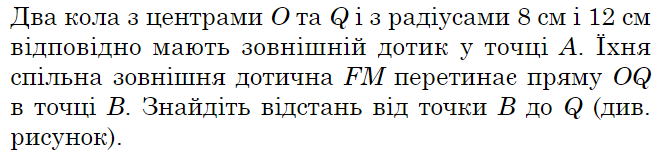 Два кола з центрами O та Q і з радіусами 8 см і 12 см
відповідно мають зовнішній дотик у точці A. Їхня
спільна зовнішня дотична FM перетинає пряму OQ
в точці B. Знайдіть відстань від точки B до Q (див.
рисунок).